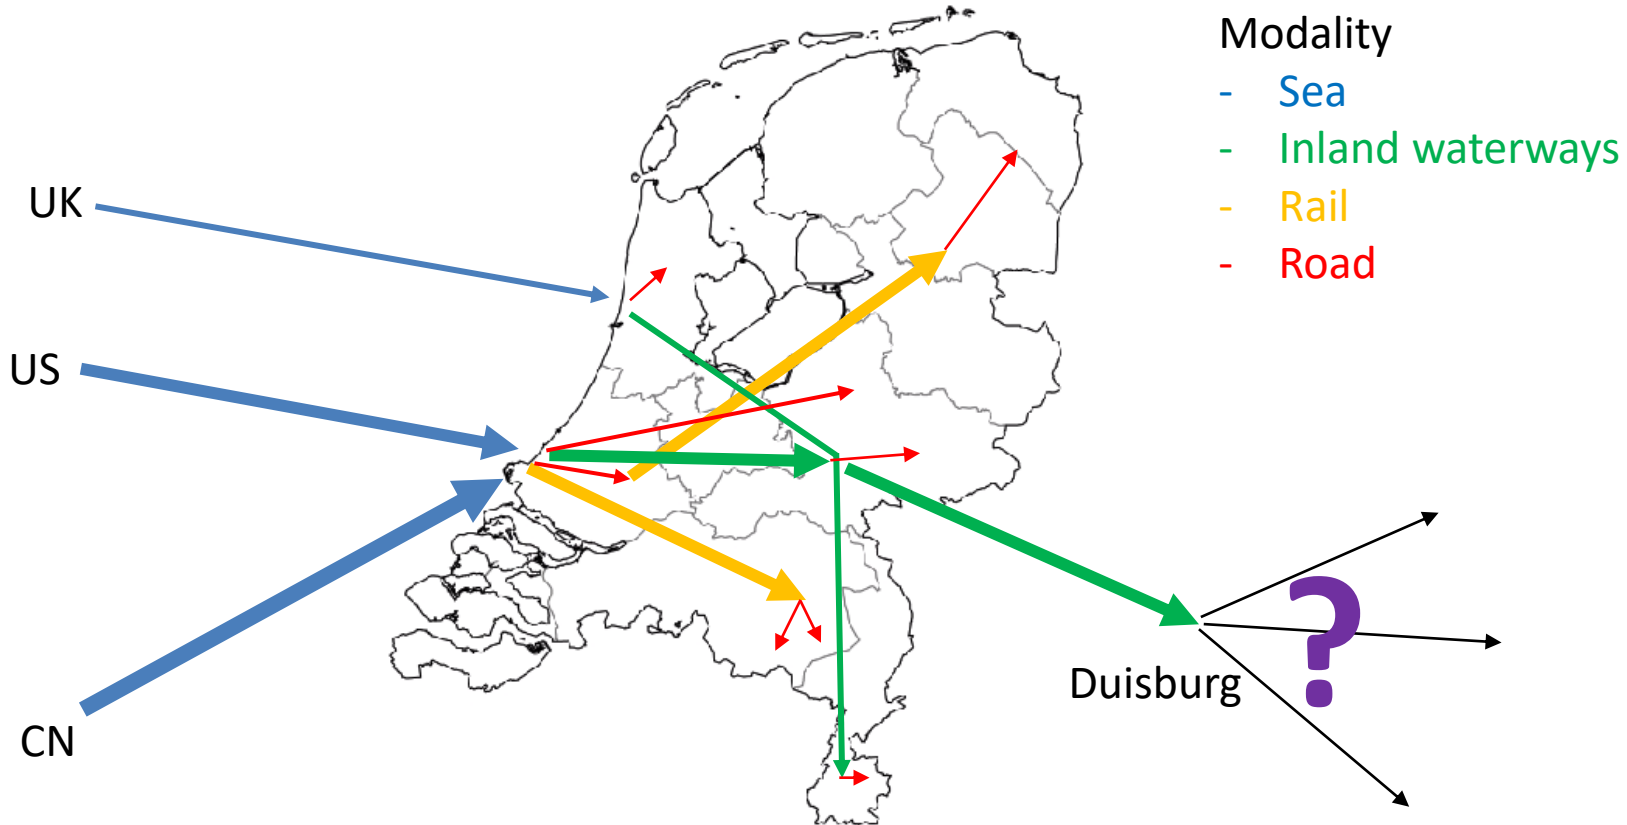 Modality
- Sea
- Inland waterways
- Rail
- Road
UK
US
CN
Duisburg
?